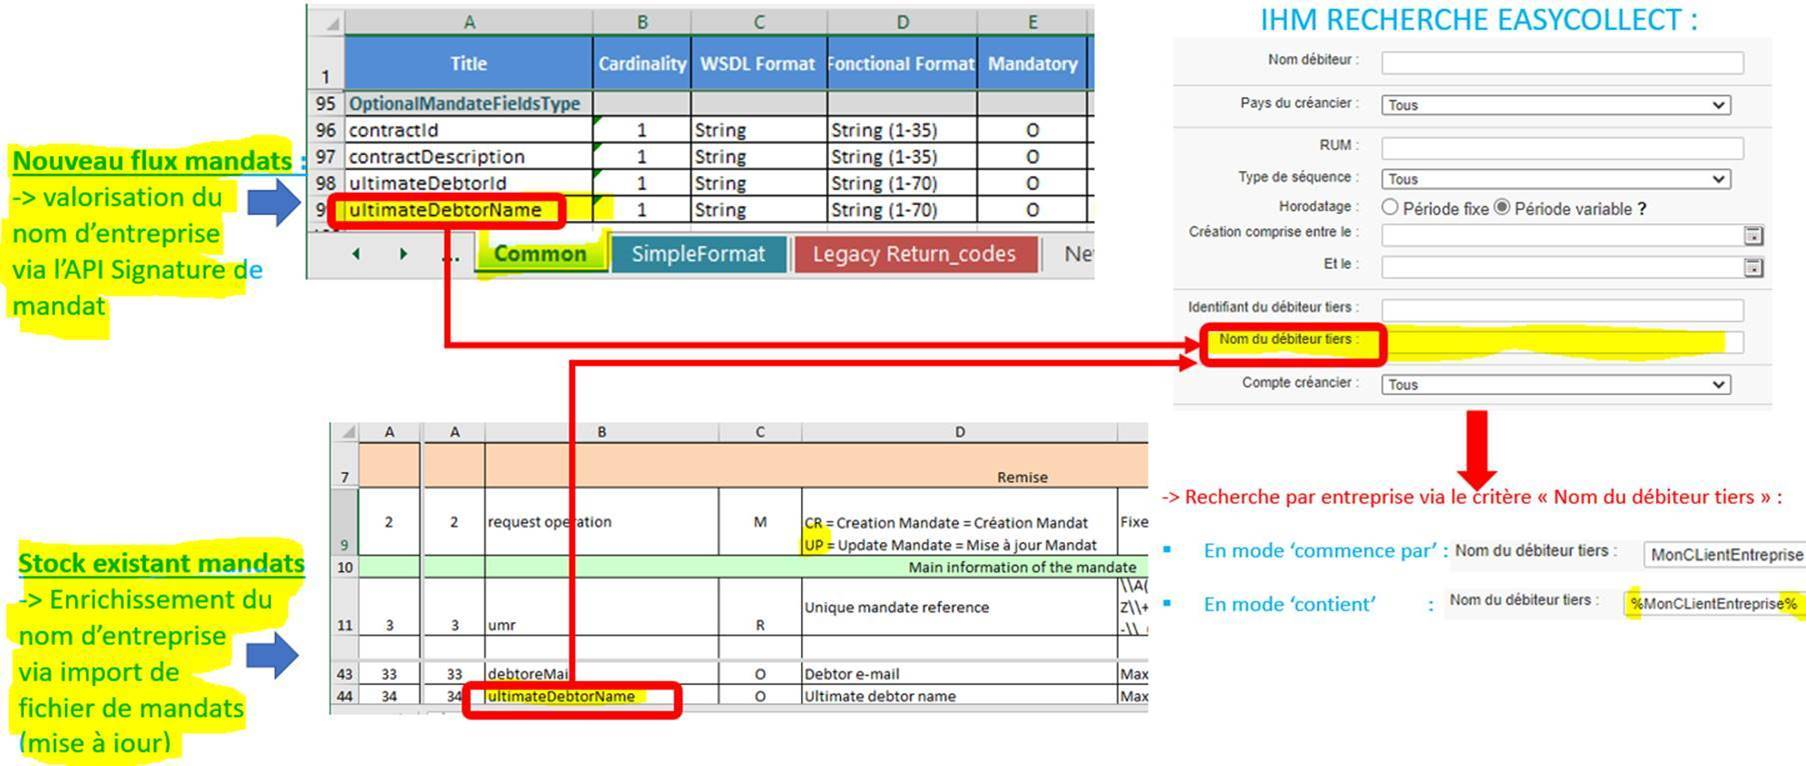 Nouveau flux mandats :
-> valorisation du
nom d’entreprise
via l’API Signature de
mandat
A B C D E
1 Title Cardinality WSDL Format Fonctional Format Mandatory
95 OptionalMandateFieldsType
96 contractId 1 String String (1-35) O
97 contractDescription 1 String String (1-35) O
98 ultimateDebtorId 1 String String (1-70) O
9 ultimateDebtorName 1 String String (1-70) O
... Common SimpleFormat Legacy Return_codes
IHM RECHERCHE EASYCOLLECT :
Nom débiteur :
Pays du créancier : Tous
RUM :
Type de séquence : Tous
Horodatage : Période fixe Période variable ?
Création comprise entre le :
Et le :
Identifiant du débiteur tiers :
Nom du débiteur tiers :
Compte créancier : Tous
-> Recherche par entreprise via le critère « Nom du débiteur tiers » :
▪ En mode ‘commence par’ : Nom du débiteur tiers : MonCLientEntreprise
▪ En mode ‘contient’ : Nom du débiteur tiers : %MonCLientEntreprise%
Stock existant mandats
-> Enrichissement du
nom d’entreprise
via import de
fichier de mandats
(mise à jour)
A A B C D
7 Remise
2 2 request operation M CR = Creation Mandate = Création Mandat Fixe
9 UP = Update Mandate = Mise à jour Mandat
10 Main information of the mandate
\\A(
Unique mandate reference Z\\+
11 3 3 umr R -\\
43 33 33 debtoreMai O Debtor e-mail Max
44 34 34 ultimateDebtorName O Ultimate debtor name Max